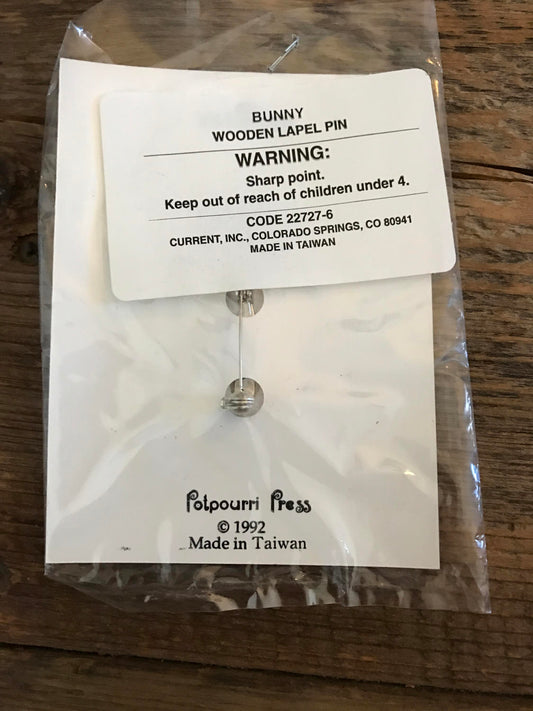 BUNNY
WOODEN LAPEL PIN
WARNING:
Sharp point.
Keep out of reach of children under 4.
CODE 22727-6
CURRENT, INC., COLORADO SPRINGS, CO 80941
MADE IN TAIWAN
Potpourri Press
© 1992
Made in Taiwan